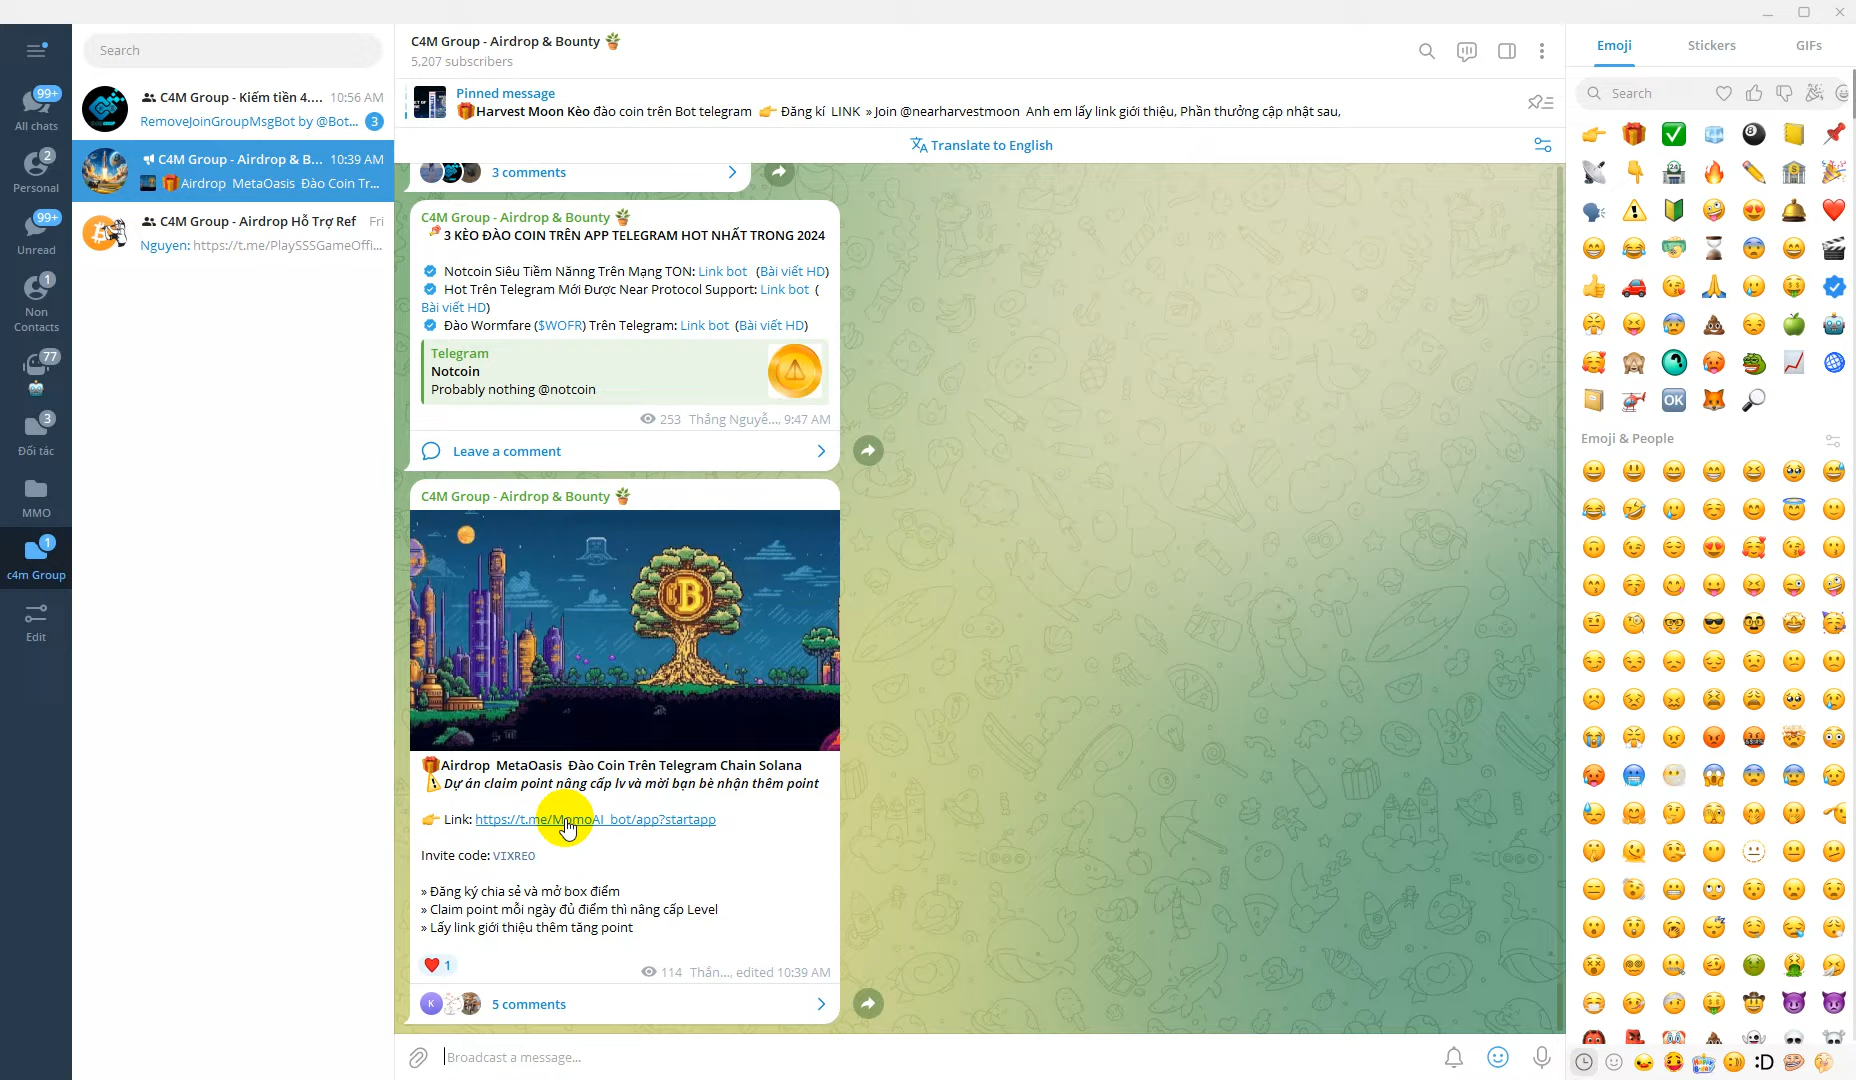 Search
99+
All chats
2
Personal
99+
Unread
1
Non
Contacts
77
3
Đối tác
MMO
1
c4m Group
Edit
C4M Group - Kiếm tiền 4.... 10:56 AM
RemoveJoinGroupMsgBot by @Bot... 3
C4M Group - Airdrop & B... 10:39 AM
🎁Airdrop MetaOasis Đào Coin Tr...
C4M Group - Airdrop Hỗ Trợ Ref Fri
Nguyen: https://t.me/PlaySSSGameOffi...
C4M Group - Airdrop & Bounty 🪴
5,207 subscribers
Pinned message
🎁Harvest Moon Kèo đào coin trên Bot telegram 👉 Đăng kí LINK » Join @nearharvestmoon Anh em lấy link giới thiệu, Phần thưởng cập nhật sau,
Translate to English
3 comments
C4M Group - Airdrop & Bounty 🪴
3 KÈO ĐÀO COIN TRÊN APP TELEGRAM HOT NHẤT TRONG 2024
Notcoin Siêu Tiềm Nănng Trên Mạng TON: Link bot (Bài viết HD)
Hot Trên Telegram Mới Được Near Protocol Support: Link bot (
Bài viết HD)
Đào Wormfare ($WOFR) Trên Telegram: Link bot (Bài viết HD)
Telegram
Notcoin
Probably nothing @notcoin
253 Thắng Nguyễ..., 9:47 AM
Leave a comment
C4M Group - Airdrop & Bounty 🪴
🎁Airdrop MetaOasis Đào Coin Trên Telegram Chain Solana
⚠️Dự án claim point nâng cấp lv và mời bạn bè nhận thêm point
👉 Link: https://t.me/MomoAI_bot/app?startapp
Invite code: VIXREO
» Đăng ký chia sẻ và mở box điểm
» Claim point mỗi ngày đủ điểm thì nâng cấp Level
» Lấy link giới thiệu thêm tăng point
❤️ 1
114 Thắn..., edited 10:39 AM
K
5 comments
Broadcast a message...
Emoji Stickers GIFs
Search
Emoji & People
:D